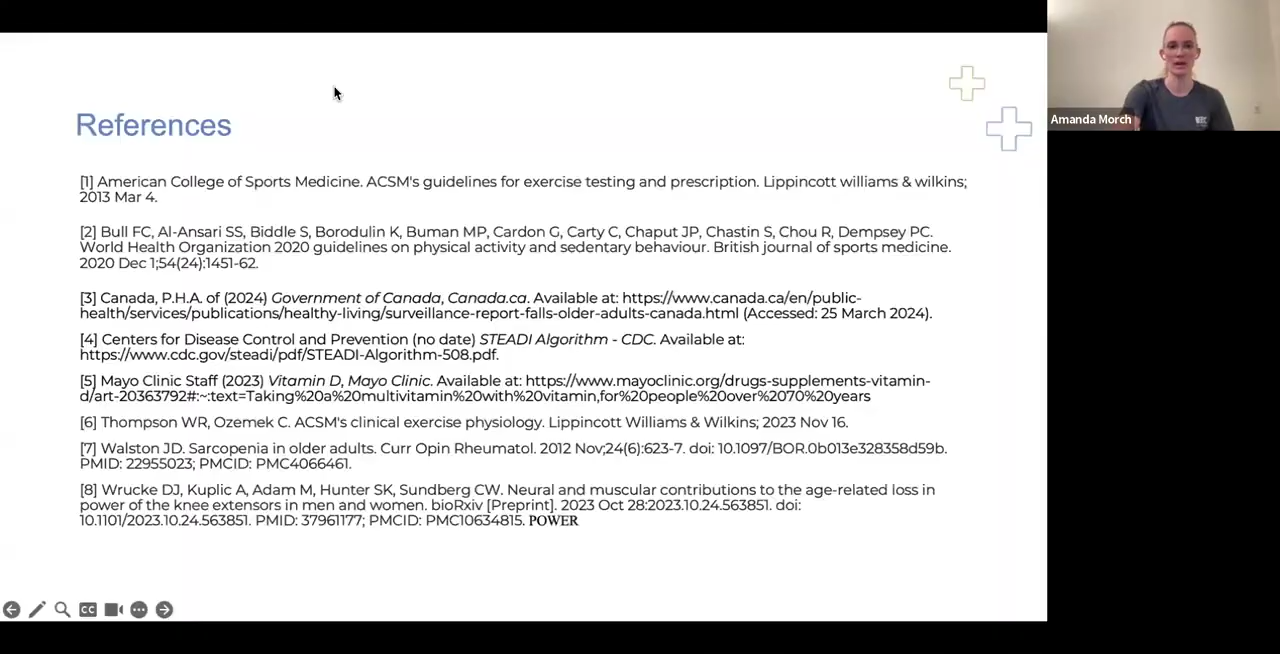 References
[1] American College of Sports Medicine. ACSM's guidelines for exercise testing and prescription. Lippincott williams & wilkins;
2013 Mar 4.
[2] Bull FC, Al-Ansari SS, Biddle S, Borodulin K, Buman MP, Cardon G, Carty C, Chaput JP, Chastin S, Chou R, Dempsey PC.
World Health Organization 2020 guidelines on physical activity and sedentary behaviour. British journal of sports medicine.
2020 Dec 1;54(24):1451-62.
[3] Canada, P.H.A. of (2024) Government of Canada, Canada.ca. Available at: https://www.canada.ca/en/public-
health/services/publications/healthy-living/surveillance-report-falls-older-adults-canada.html (Accessed: 25 March 2024).
[4] Centers for Disease Control and Prevention (no date) STEADI Algorithm - CDC. Available at:
https://www.cdc.gov/steadi/pdf/STEADI-Algorithm-508.pdf.
[5] Mayo Clinic Staff (2023) Vitamin D, Mayo Clinic. Available at: https://www.mayoclinic.org/drugs-supplements-vitamin-
d/art-20363792#:~:text=Taking%20a%20multivitamin%20with%20vitamin,for%20people%20over%2070%20years
[6] Thompson WR, Ozemek C. ACSM's clinical exercise physiology. Lippincott Williams & Wilkins; 2023 Nov 16.
[7] Walston JD. Sarcopenia in older adults. Curr Opin Rheumatol. 2012 Nov;24(6):623-7. doi: 10.1097/BOR.0b013e328358d59b.
PMID: 22955023; PMCID: PMC4066461.
[8] Wrucke DJ, Kuplic A, Adam M, Hunter SK, Sundberg CW. Neural and muscular contributions to the age-related loss in
power of the knee extensors in men and women. bioRxiv [Preprint]. 2023 Oct 28:2023.10.24.563851. doi:
10.1101/2023.10.24.563851. PMID: 37961177; PMCID: PMC10634815. POWER
CC
Amanda Morch